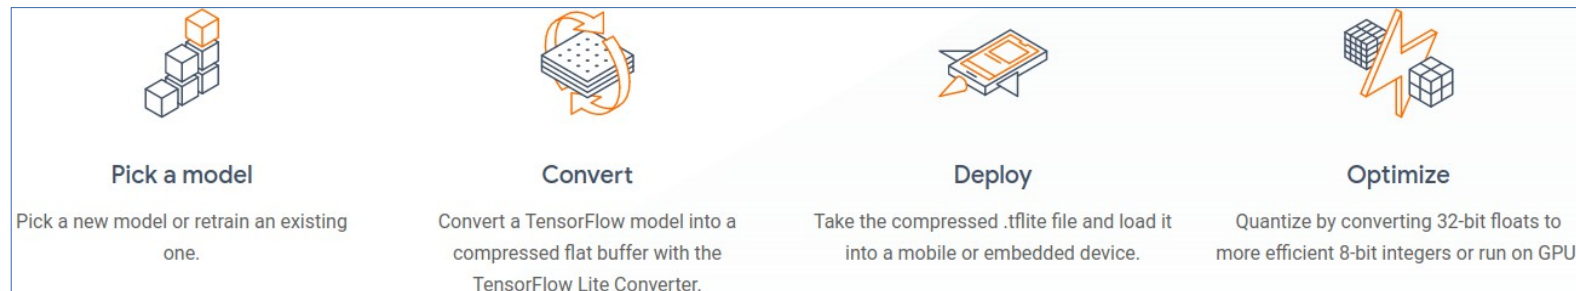 Pick a model
Pick a new model or retrain an existing
one.
Convert
Convert a TensorFlow model into a
compressed flat buffer with the
TensorFlow Lite Converter.
Deploy
Take the compressed .tflite file and load it
into a mobile or embedded device.
Optimize
Quantize by converting 32-bit floats to
more efficient 8-bit integers or run on GPU